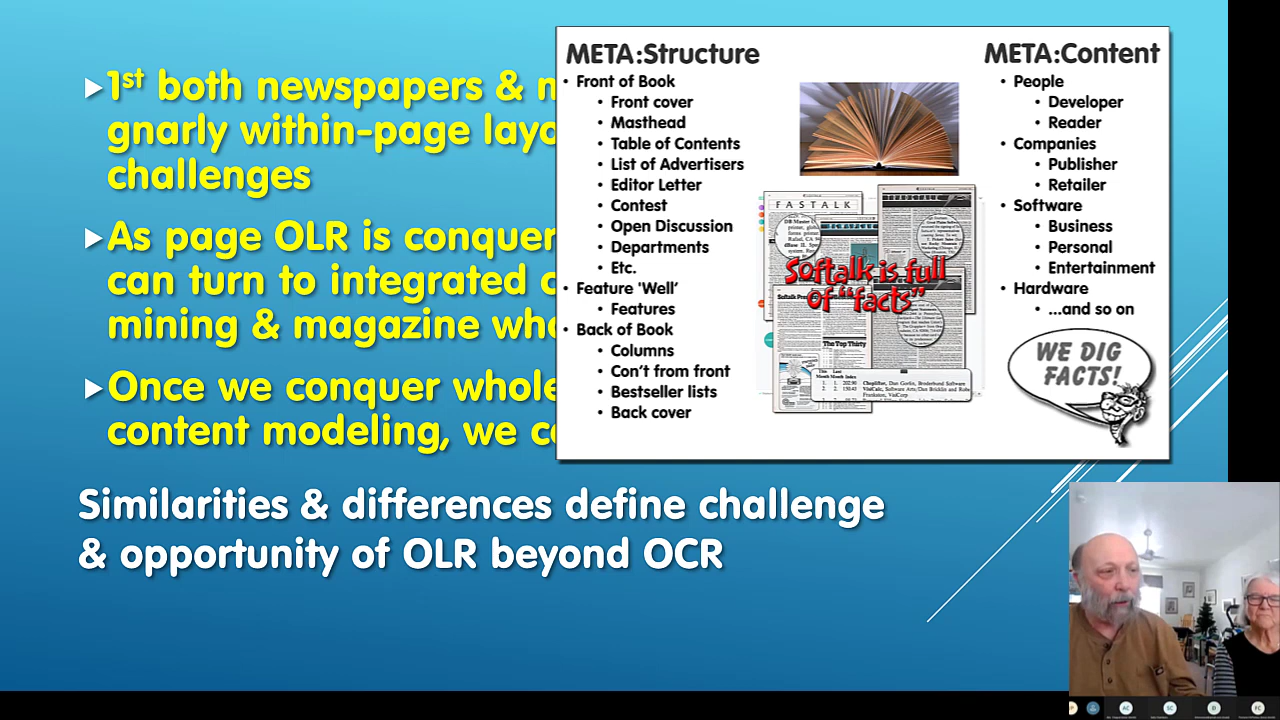 1st both newspapers &
gnarly within-page
challenges
As page OLR is
can turn to integrated
mining & magazine
Once we conquer whole
content modeling, we
Similarities & differences define challenge
& opportunity of OLR beyond OCR
META:Structure
Front of Book
Front cover
Masthead
Table of Contents
List of Advertisers
Editor Letter
Contest
Open Discussion
Departments
Etc.
Feature 'Well'
Features
Back of Book
Columns
Con't from front
Bestseller lists
Back cover
FASTALK
Softalk is full
of "facts"
The Top Thirty
META:Content
People
Developer
Reader
Companies
Publisher
Retailer
Software
Business
Personal
Entertainment
Hardware
...and so on
WE DIG
FACTS!